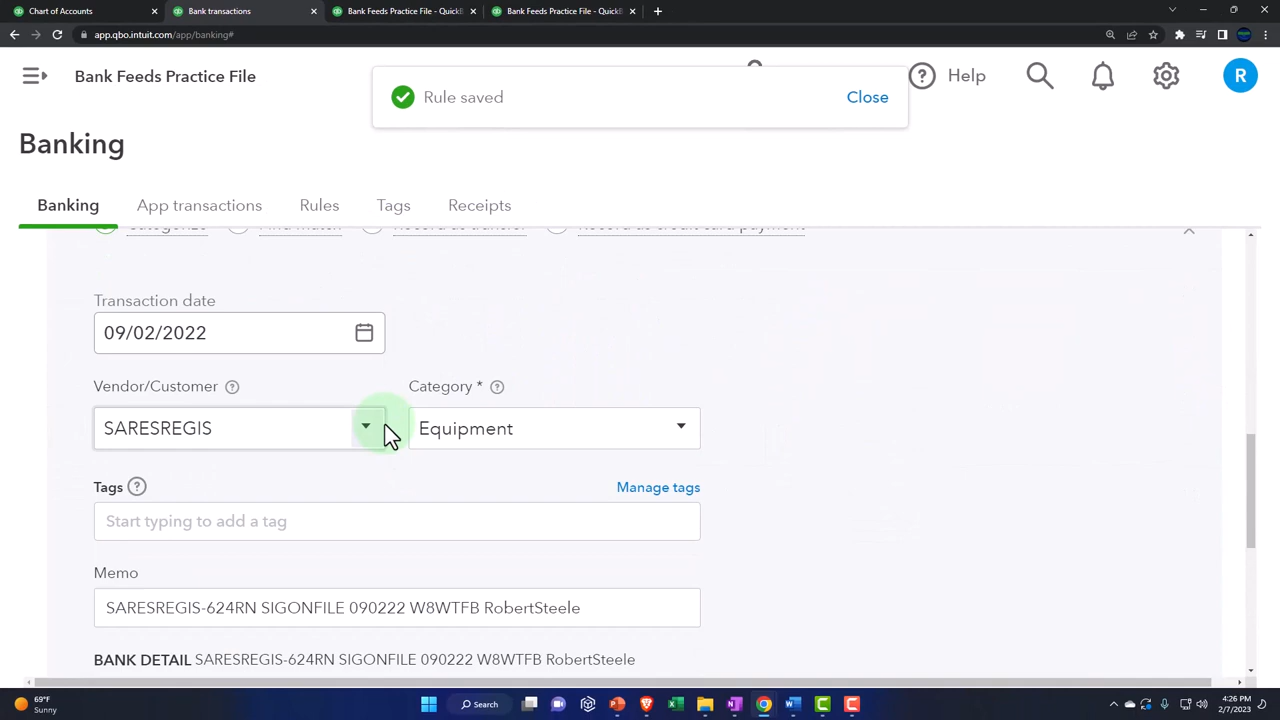 Chart of Accounts
Bank transactions
Bank Feeds Practice File - QuickB
Bank Feeds Practice File - QuickB
app.qbo.intuit.com/app/banking#
Bank Feeds Practice File
Rule saved
Close
Help
R
Banking
Banking
App transactions
Rules
Tags
Receipts
Categorize
Find match
Record as transfer
Record as credit card payment
Transaction date
09/02/2022
Vendor/Customer
Category *
SARESREGIS
Equipment
Tags
Manage tags
Start typing to add a tag
Memo
SARESREGIS-624RN SIGONFILE 090222 W8WTFB RobertSteele
BANK DETAIL SARESREGIS-624RN SIGONFILE 090222 W8WTFB RobertSteele
69°F
Sunny
Search
4:26 PM
2/7/2023